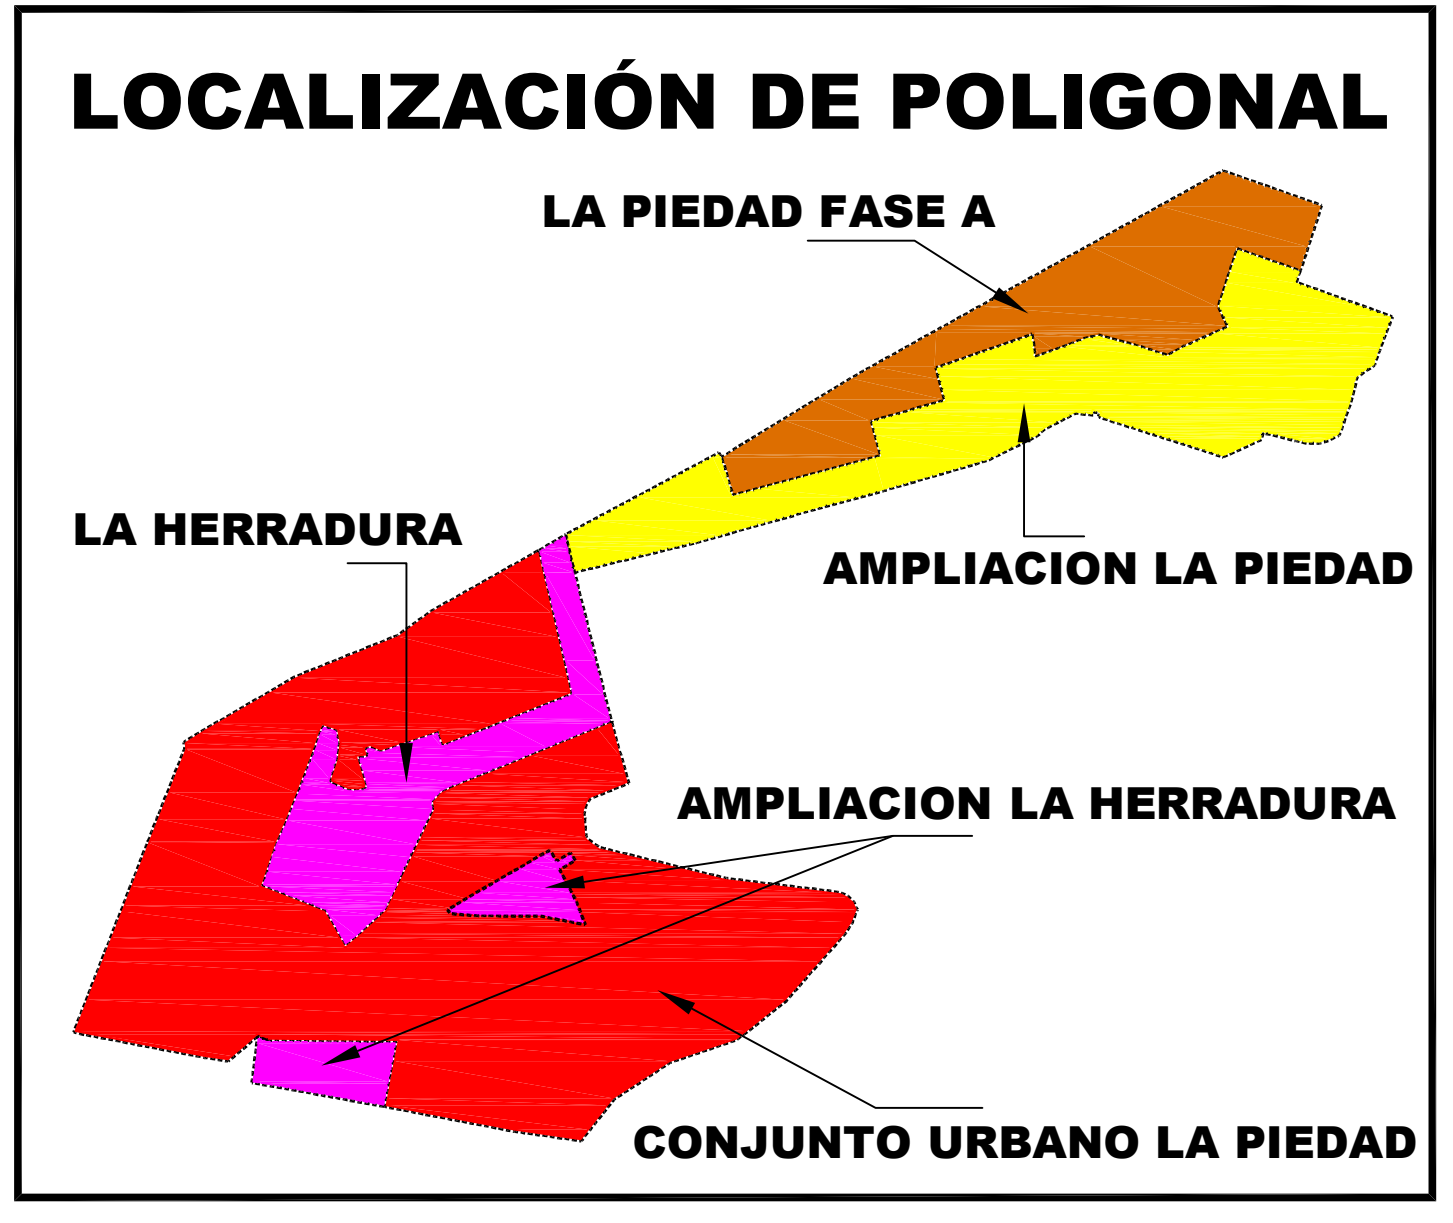 LOCALIZACIÓN DE POLIGONAL
LA PIEDAD FASE A
LA HERRADURA
AMPLIACION LA PIEDAD
AMPLIACION LA HERRADURA
CONJUNTO URBANO LA PIEDAD